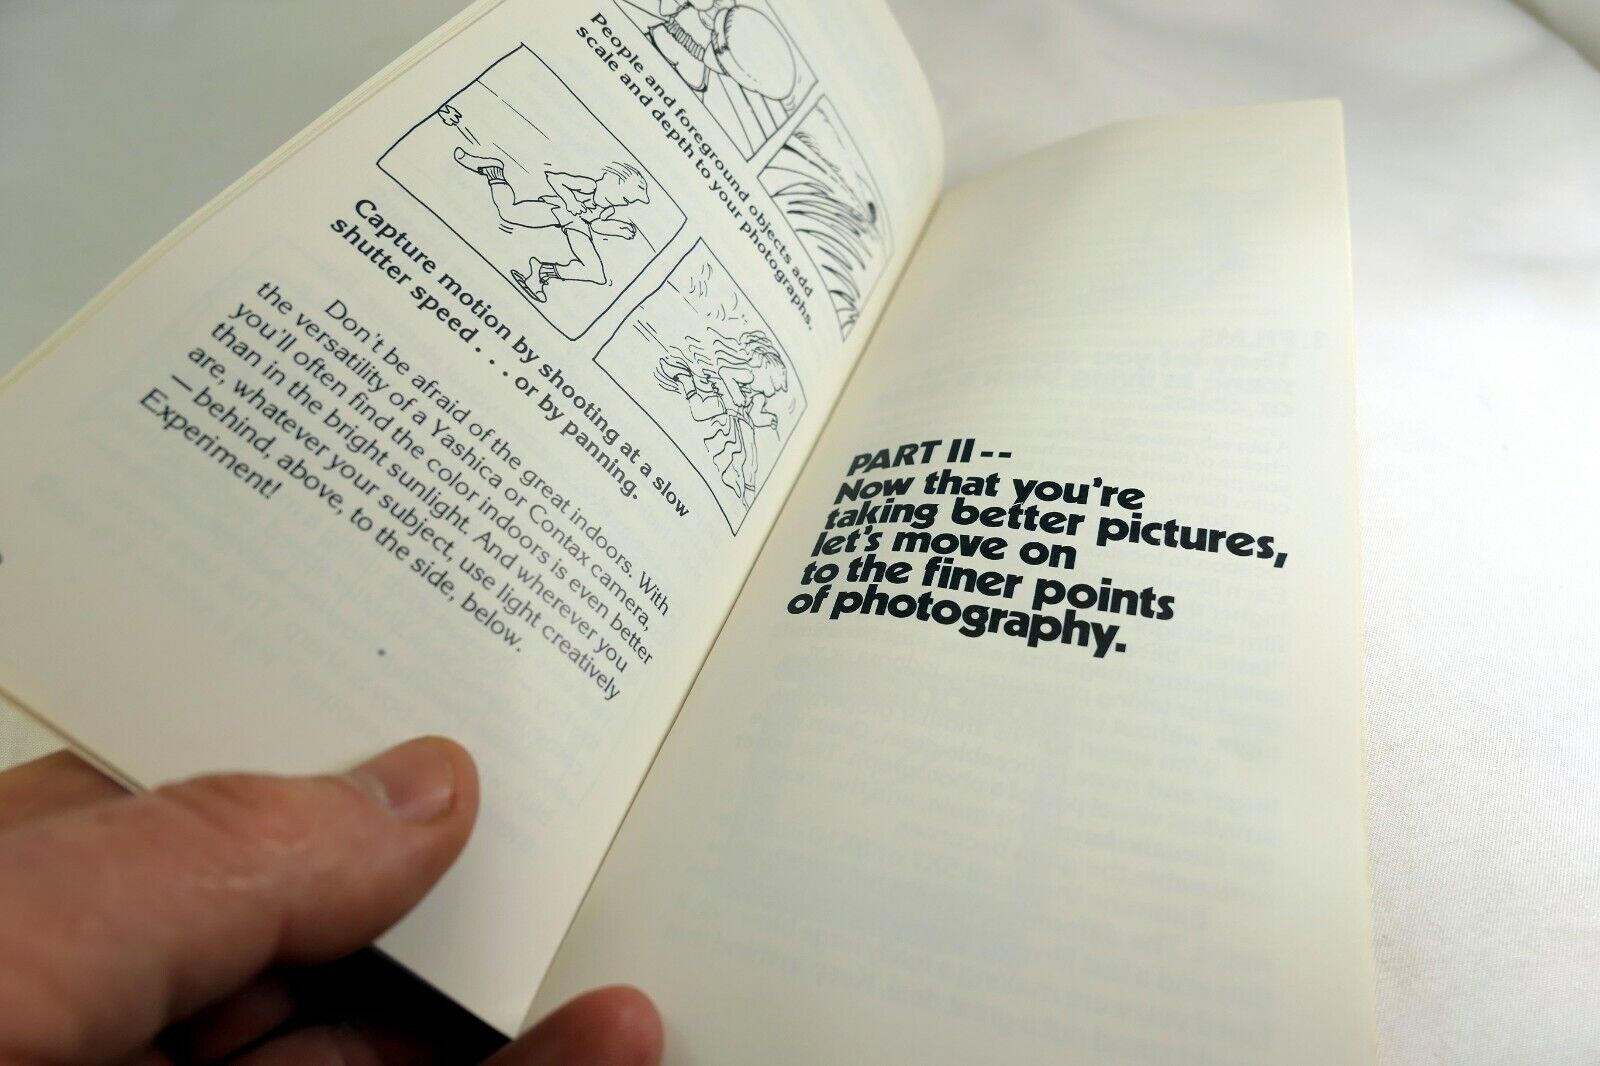 People and foreground objects add
scale and depth to your photographs.
Capture motion by shooting at a slow
shutter speed . . . or by panning.
Don't be afraid of the great indoors. With
the versatility of a Yashica or Contax camera,
you'll often find the color indoors is even better
than in the bright sunlight. And wherever you
are, whatever your subject, use light creatively
— behind, above, to the side, below.
Experiment!
PART II --
Now that you're
taking better pictures,
let's move on
to the finer points
of photography.